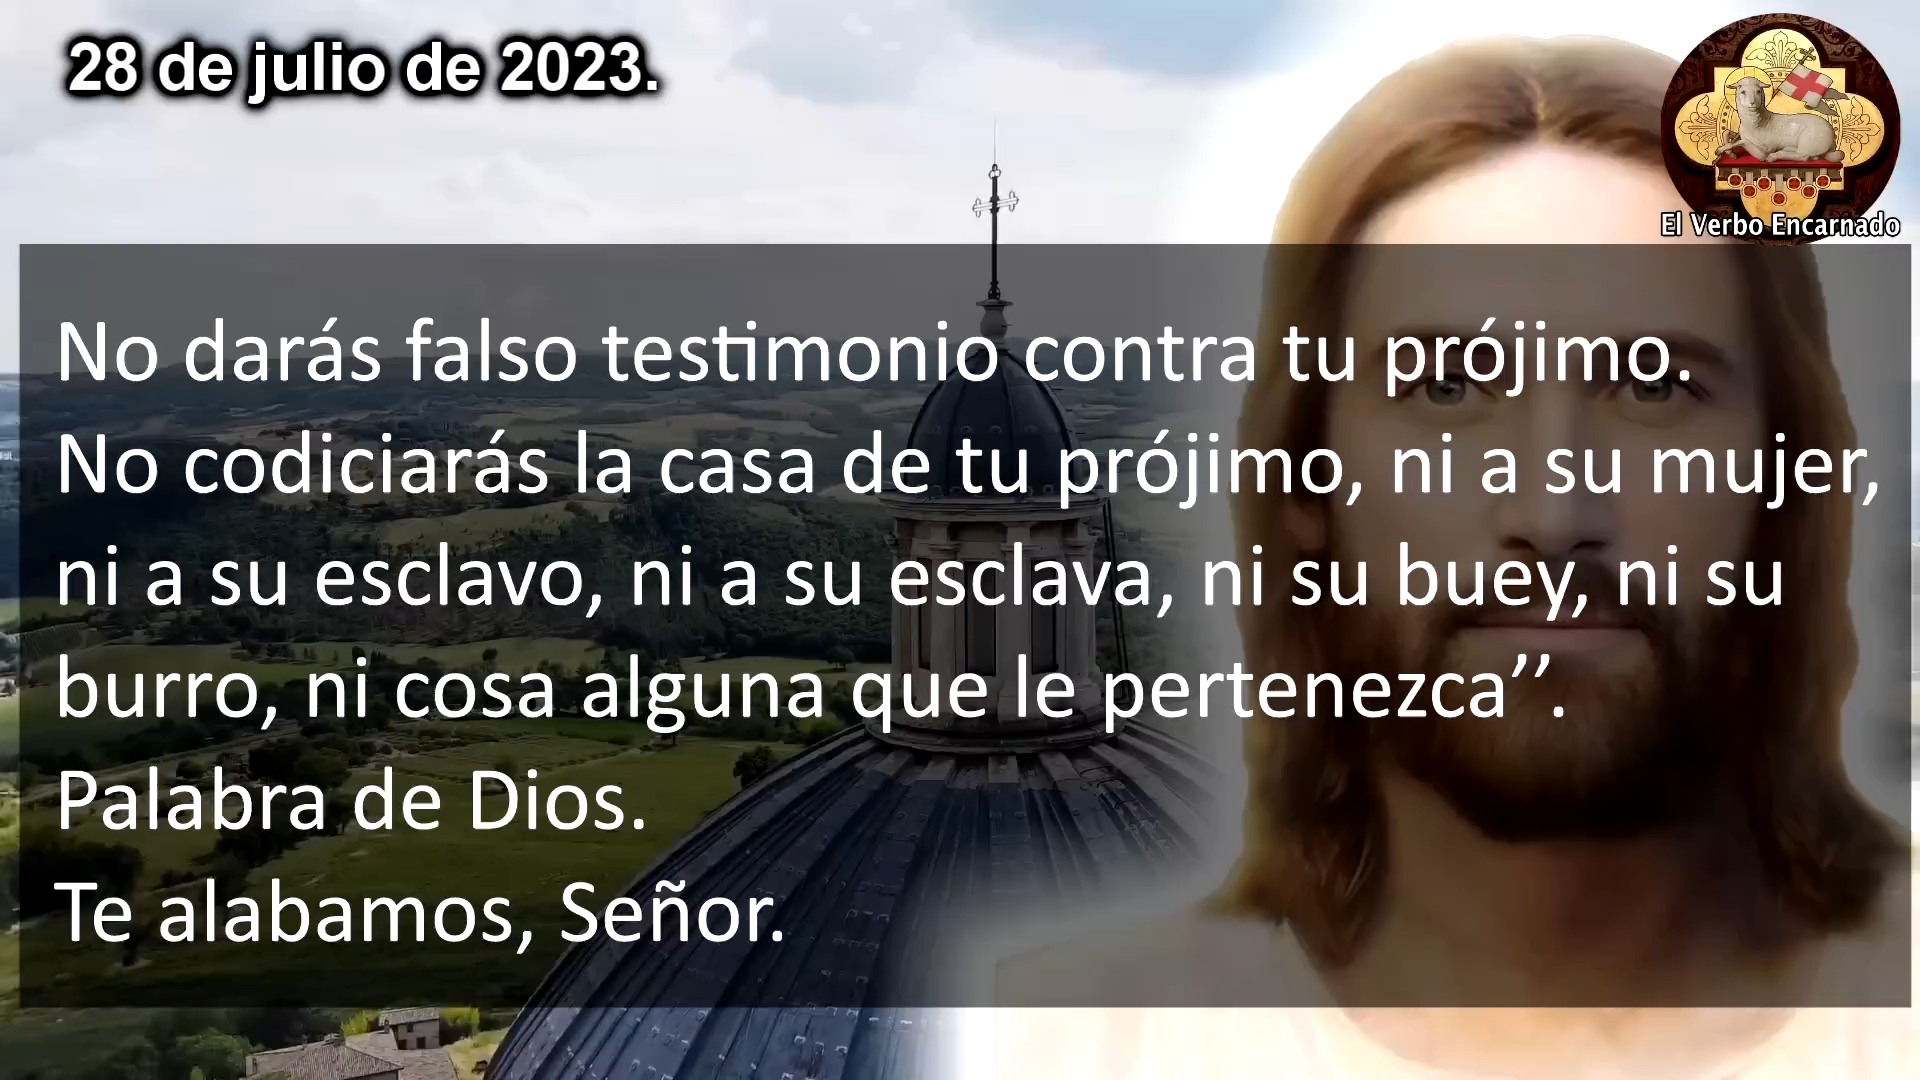 28 de julio de 2023.
El Verbo Encarnado
No darás falso testimonio contra tu prójimo.
No codiciarás la casa de tu prójimo, ni a su mujer,
ni a su esclavo, ni a su esclava, ni su buey, ni su
burro, ni cosa alguna que le pertenezca’’.
Palabra de Dios.
Te alabamos, Señor.